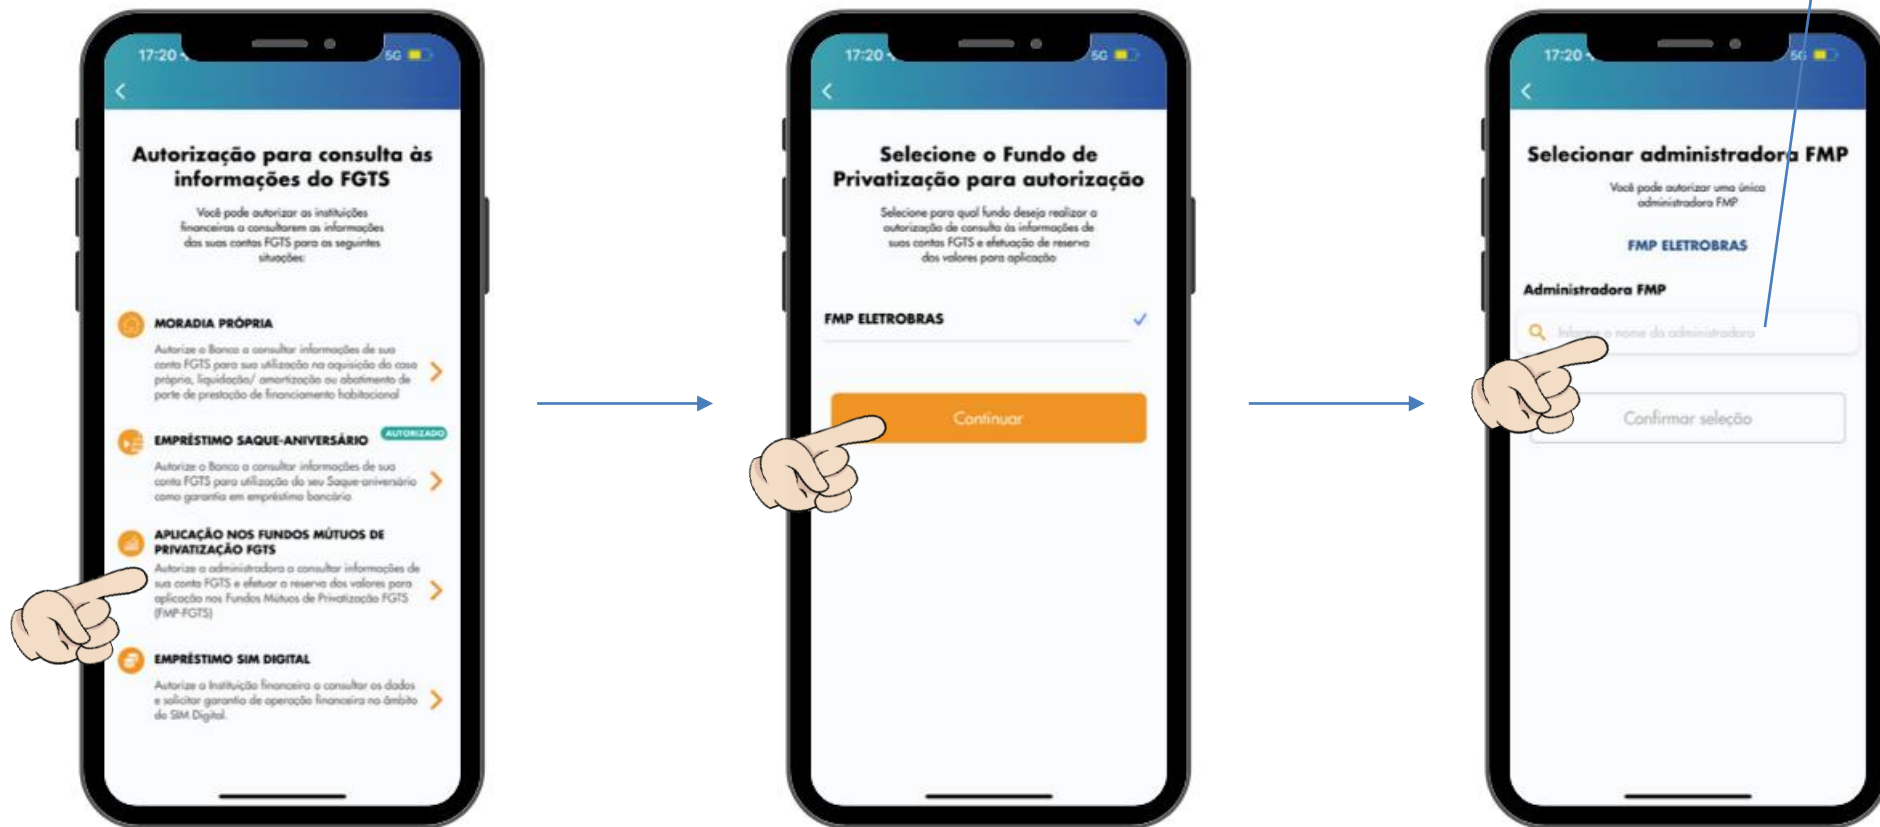 17:20
5G
Autorização para consulta às
informações do FGTS
Você pode autorizar as instituições
financeiras a consultarem as informações
das suas contas FGTS para as seguintes
situações:
MORADIA PRÓPRIA
Autorize o Banco a consultar informações de sua
conta FGTS para sua utilização na aquisição da casa
própria, liquidação/ amortização ou abatimento de
parte de prestação de financiamento habitacional
EMPRÉSTIMO SAQUE-ANIVERSÁRIO
AUTORIZADO
Autorize o Banco a consultar informações de sua
conta FGTS para utilização do seu Saque-aniversário
como garantia em empréstimo bancário
APLICAÇÃO NOS FUNDOS MÚTUOS DE
PRIVATIZAÇÃO FGTS
Autorize a administradora a consultar informações de
sua conta FGTS e efetuar a reserva dos valores para
aplicação nos Fundos Mútuos de Privatização FGTS
(FMP-FGTS)
EMPRÉSTIMO SIM DIGITAL
Autorize a Instituição financeira a consultar os dados
e solicitar garantia de operação financeira no âmbito
do SIM Digital.
17:20
5G
Selecione o Fundo de
Privatização para autorização
Selecione para qual fundo deseja realizar a
autorização de consulta às informações de
suas contas FGTS e efetuação de reserva
dos valores para aplicação
FMP ELETROBRAS
Continuar
17:20
5G
Selecionar administradora FMP
Você pode autorizar uma única
administradora FMP
FMP ELETROBRAS
Administradora FMP
Informe o nome da administradora
Confirmar seleção